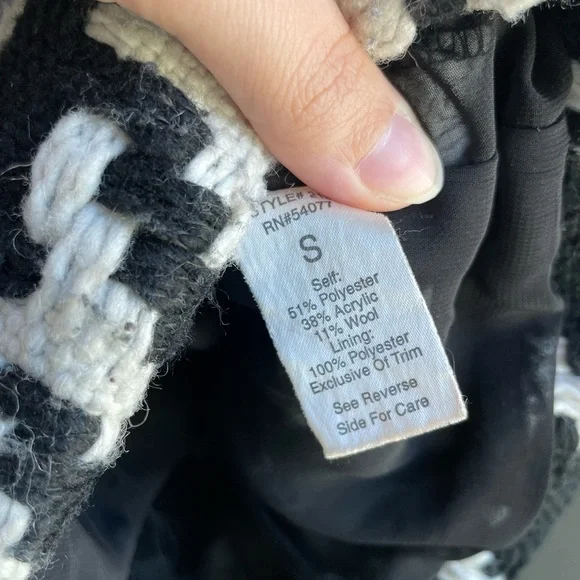 STYLE#
RN#54077
S
Self:
51% Polyester
38% Acrylic
11% Wool
Lining:
100% Polyester
Exclusive Of Trim
See Reverse
Side For Care